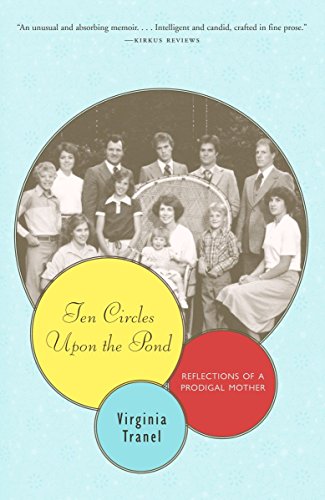 "An unusual and absorbing memoir. . . . Intelligent and candid, crafted in fine prose."
—KIRKUS REVIEWS
Ten Circles
Upon the Pond
REFLECTIONS OF A
PRODIGAL MOTHER
Virginia
Tranel